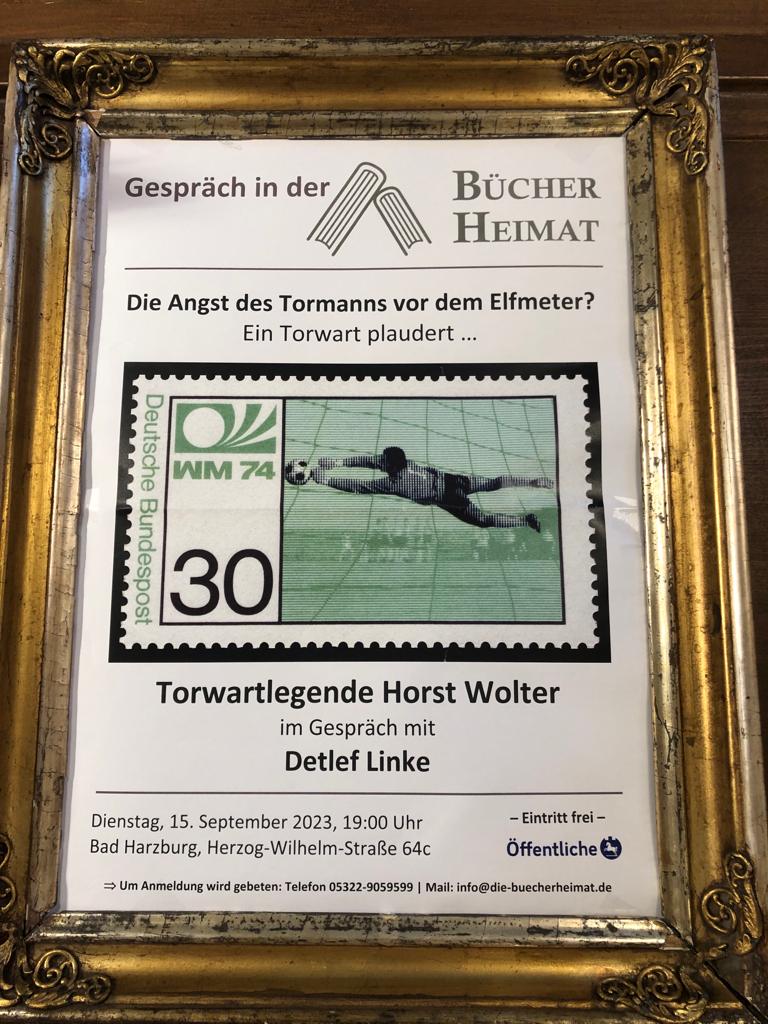 Gespräch in der
BÜCHER
HEIMAT
Die Angst des Tormanns vor dem Elfmeter?
Ein Torwart plaudert ...
Deutsche Bundespost
WM 74
30
Torwartlegende Horst Wolter
im Gespräch mit
Detlef Linke
Dienstag, 15. September 2023, 19:00 Uhr
Bad Harzburg, Herzog-Wilhelm-Straße 64c
– Eintritt frei –
Öffentliche
⇒ Um Anmeldung wird gebeten: Telefon 05322-9059599 | Mail: info@die-buecherheimat.de